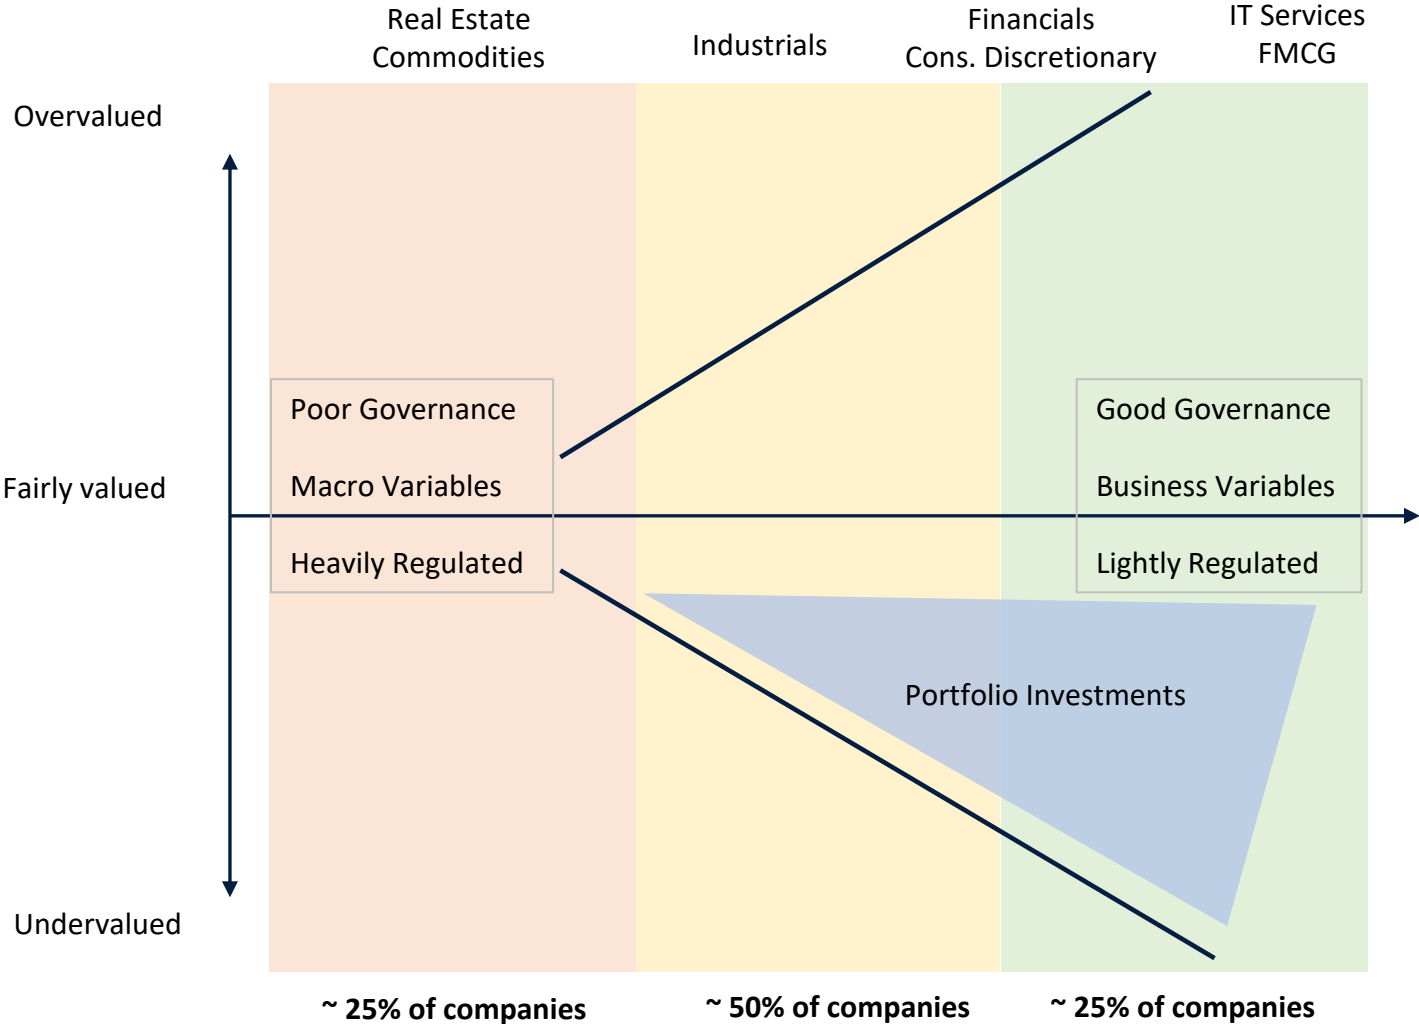 Real Estate
Commodities
Industrials
Financials
Cons. Discretionary
IT Services
FMCG
Overvalued
Fairly valued
Undervalued
Poor Governance
Macro Variables
Heavily Regulated
Good Governance
Business Variables
Lightly Regulated
Portfolio Investments
~ 25% of companies
~ 50% of companies
~ 25% of companies